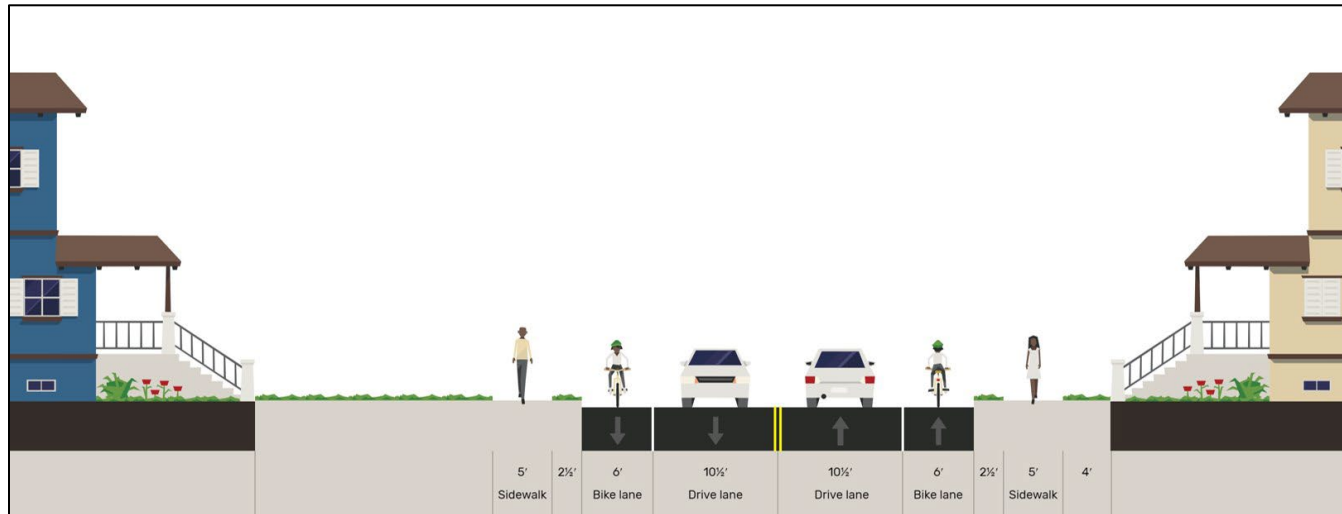 5′ 2½′ 6′ 10½′ 10½′ 6′ 2½′ 5′ 4′
Sidewalk Bike lane Drive lane Drive lane Bike lane Sidewalk